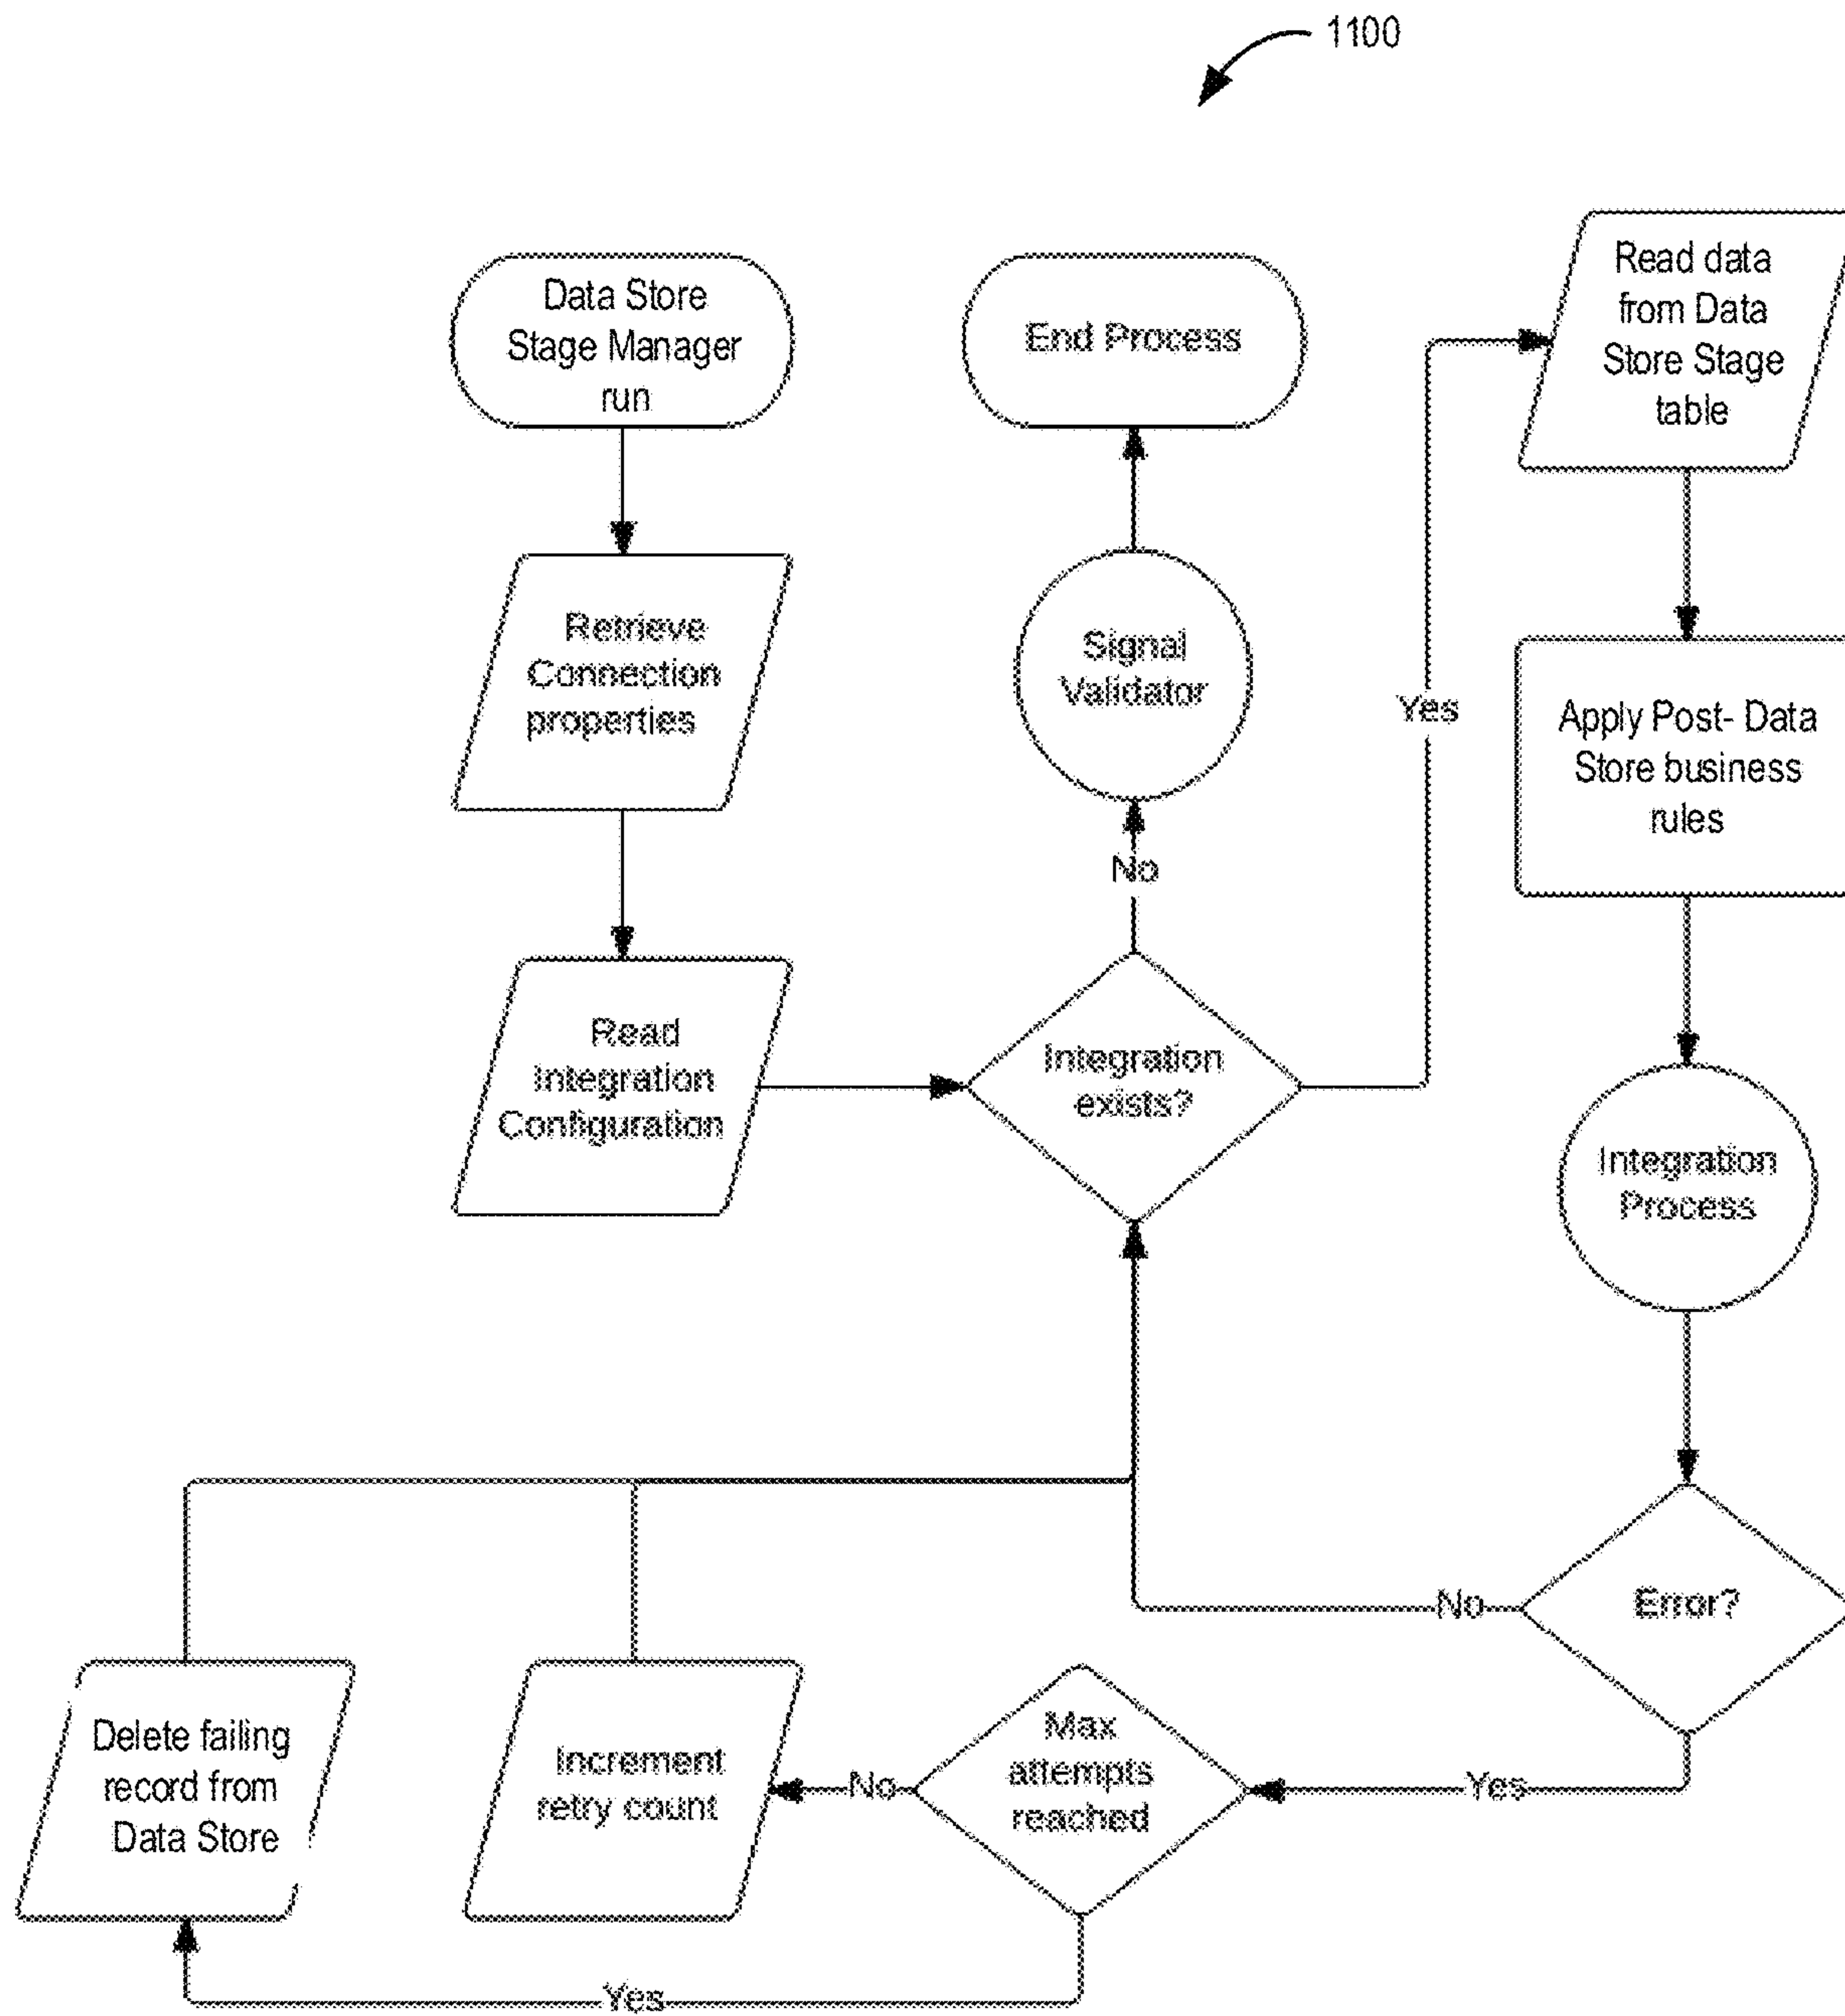 1100
Data Store
Stage Manager
run
End Process
Read data
from Data
Store Stage
table
Retrieve
Connection
properties
Signal
Validator
Yes
Apply Post- Data
Store business
rules
No
Read
Integration
Configuration
Integration
exists?
Integration
Process
No
Error?
Delete failing
record from
Data Store
Increment
retry count
No
Max
attempts
reached
Yes
Yes